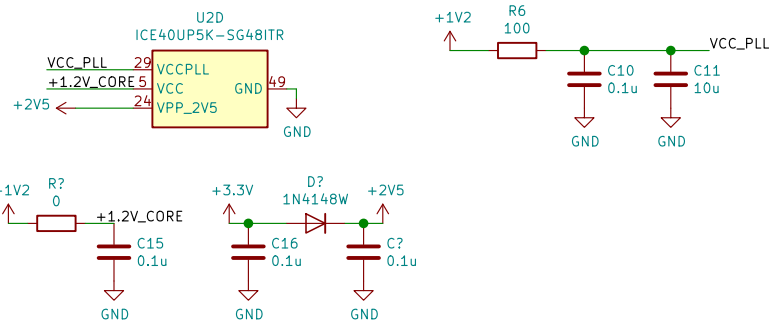 U2D
ICE40UP5K-SG48ITR
VCC_PLL 29 VCCPLL
+1.2V_CORE 5 VCC GND 49
+2V5 24 VPP_2V5
GND
+1V2 R6
100
VCC_PLL
C10 C11
0.1u 10u
GND GND
+1V2 R?
0
+1.2V_CORE
C15
0.1u
GND
+3.3V D? +2V5
1N4148W
C16 C?
0.1u 0.1u
GND GND